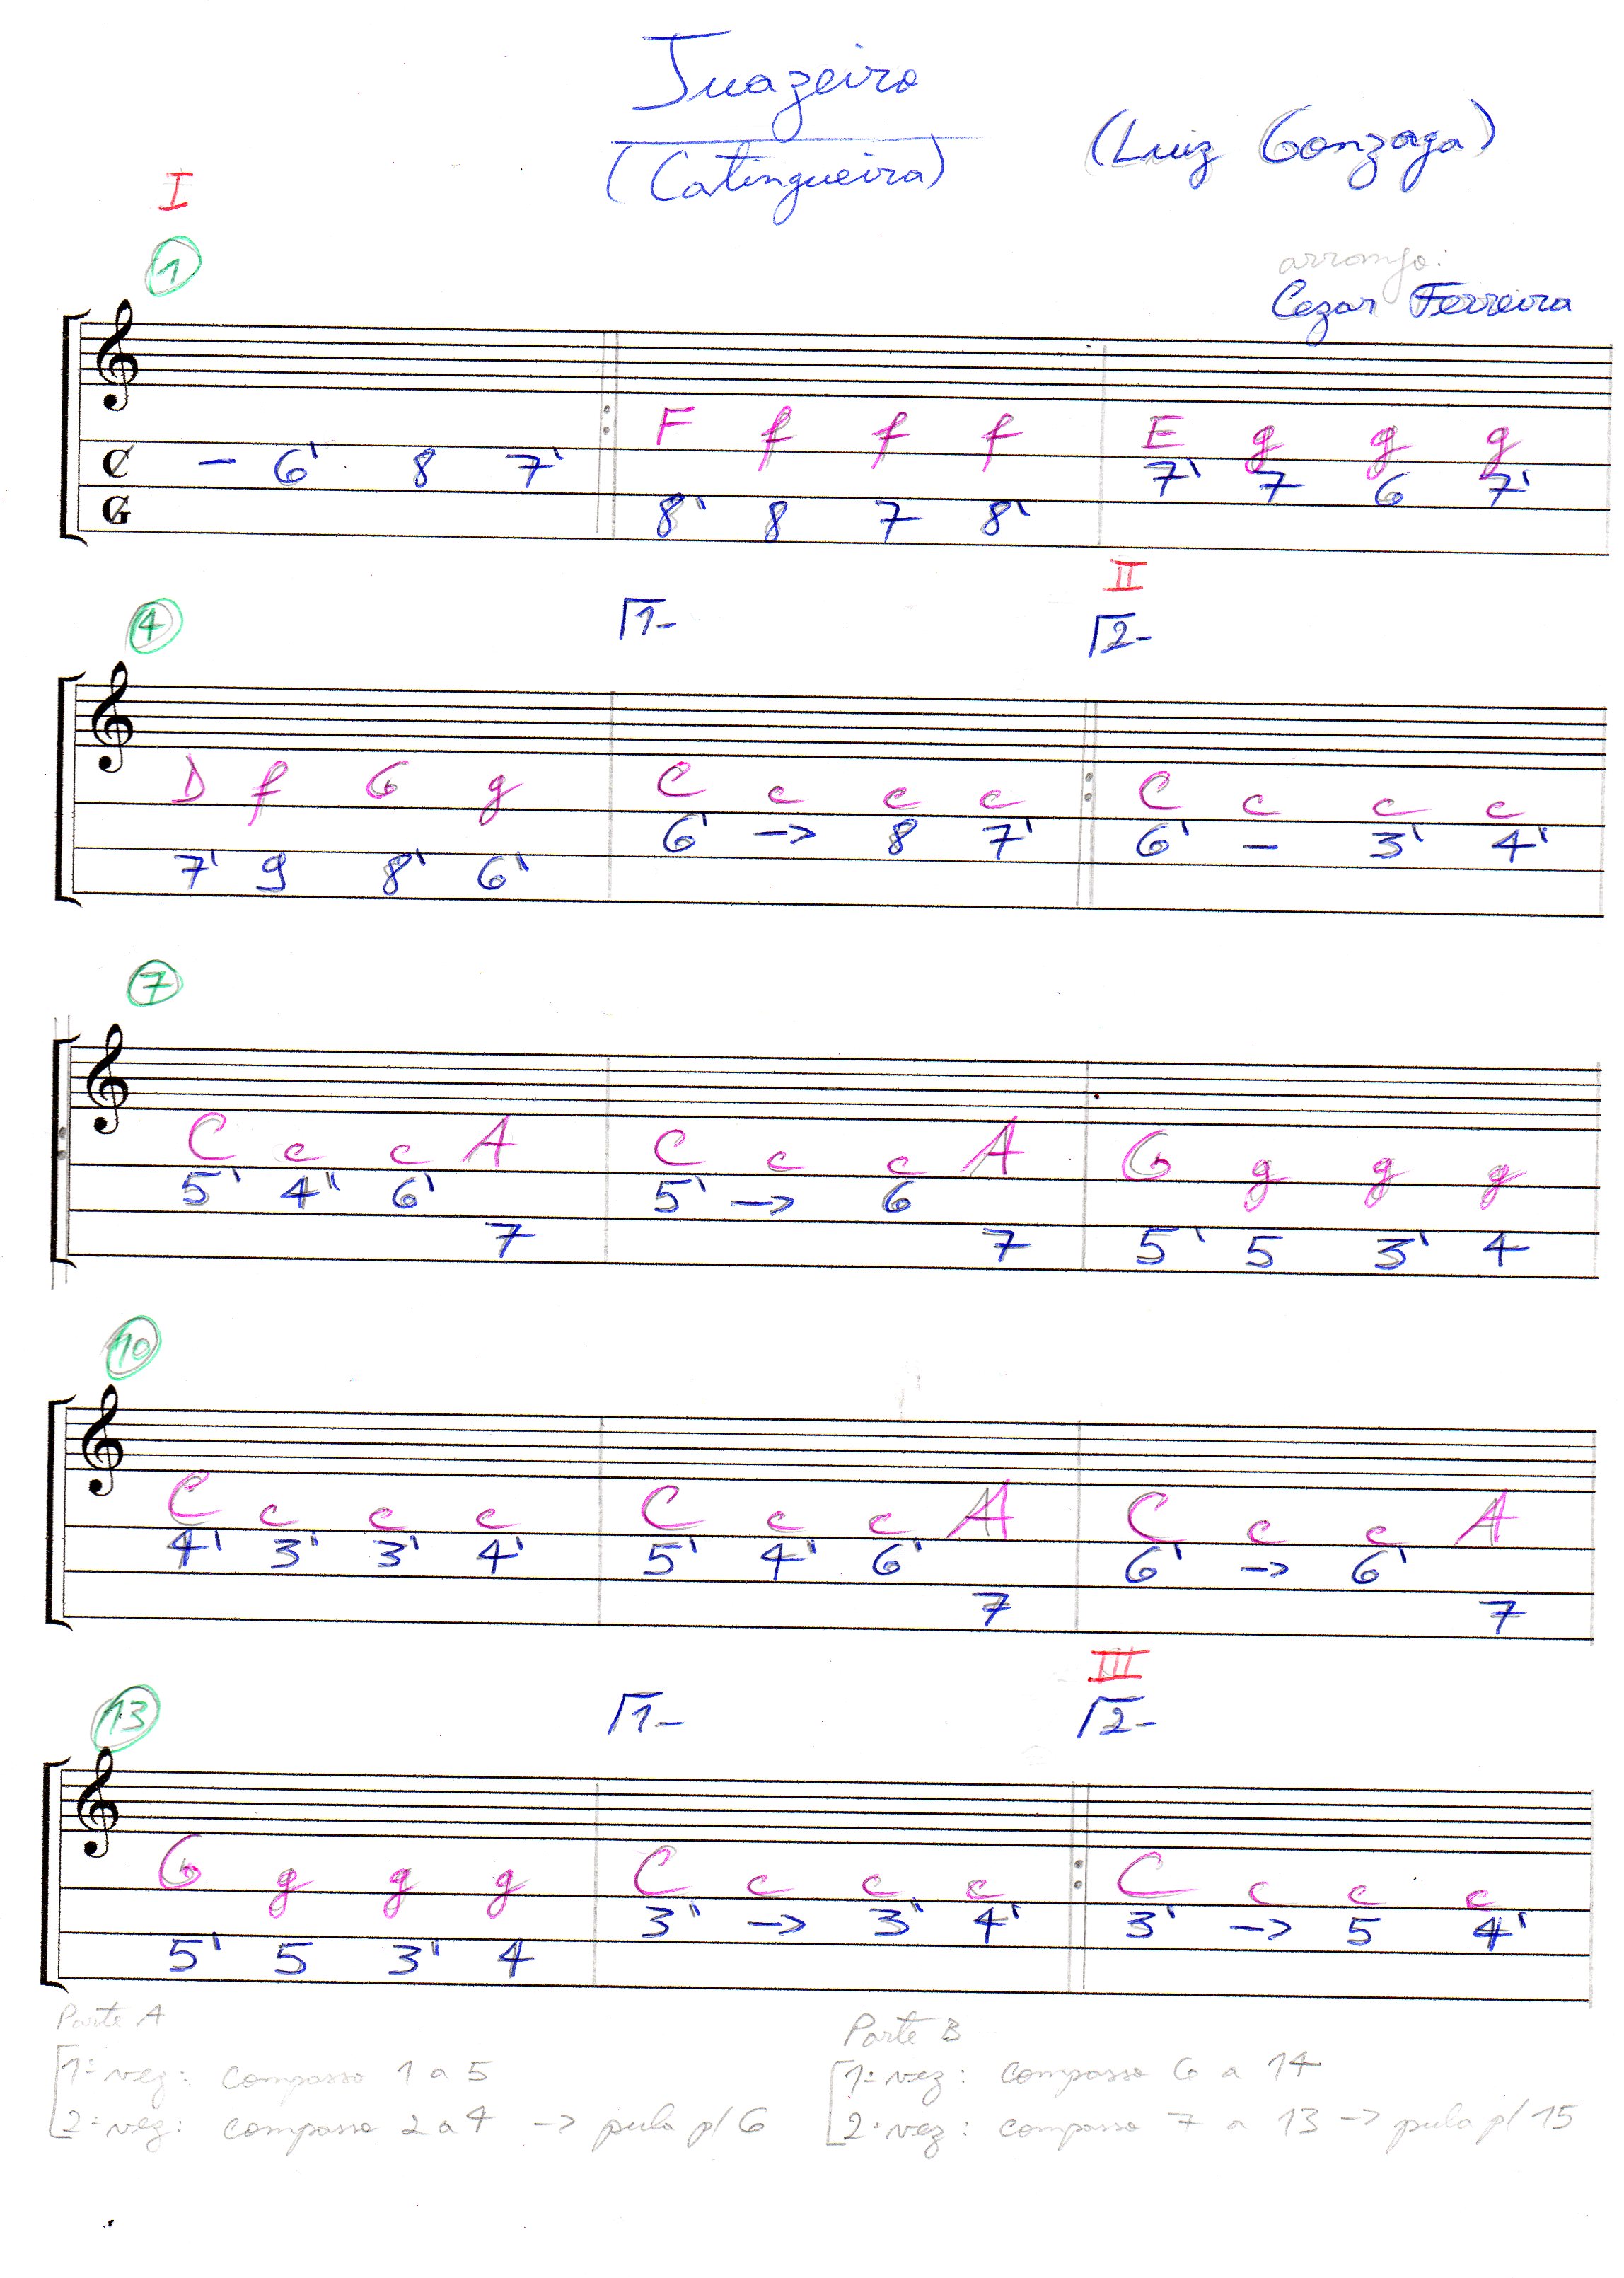 Juazeiro
(Catingueira)
(Luiz Gonzaga)
arranjo:
Cezar Ferreira
I
1
F f f f E g g g
C - 6' 8 7' 7' 7 6 7'
G 8' 8 7 8'
II
4 1- 2-
D f G g C c c c C c c c
6' -> 8 7' 6' - 3' 4'
7' 9 8' 6'
7
C c c A C c c A G g g g
5' 4' 6' 5' -> 6
7 7 5' 5 3' 4
10
C c c c C c c A C c c A
4' 3' 3' 4' 5' 4' 6' 6' -> 6'
7 7
III
13 1- 2-
G g g g C c c c C c c c
3' -> 3' 4' 3' -> 5 4'
5' 5 3' 4
Parte A
1ª vez: compasso 1 a 5
2ª vez: compasso 2 a 4 -> pula p/ 6
Parte B
1ª vez: compasso 6 a 14
2ª vez: compasso 7 a 13 -> pula p/ 15